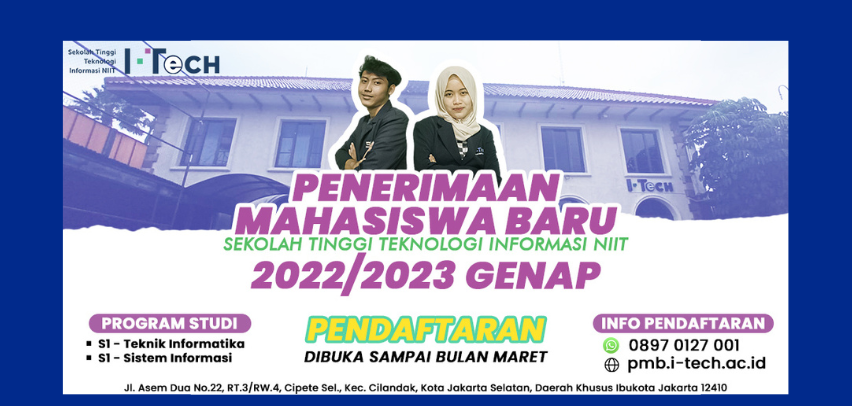 Sekolah Tinggi
Teknologi
Informasi NIIT
I-TECH
I-TECH
PENERIMAAN
MAHASISWA BARU
SEKOLAH TINGGI TEKNOLOGI INFORMASI NIIT
2022/2023 GENAP
PROGRAM STUDI
S1 - Teknik Informatika
S1 - Sistem Informasi
PENDAFTARAN
DIBUKA SAMPAI BULAN MARET
INFO PENDAFTARAN
0897 0127 001
pmb.i-tech.ac.id
Jl. Asem Dua No.22, RT.3/RW.4, Cipete Sel., Kec. Cilandak, Kota Jakarta Selatan, Daerah Khusus Ibukota Jakarta 12410